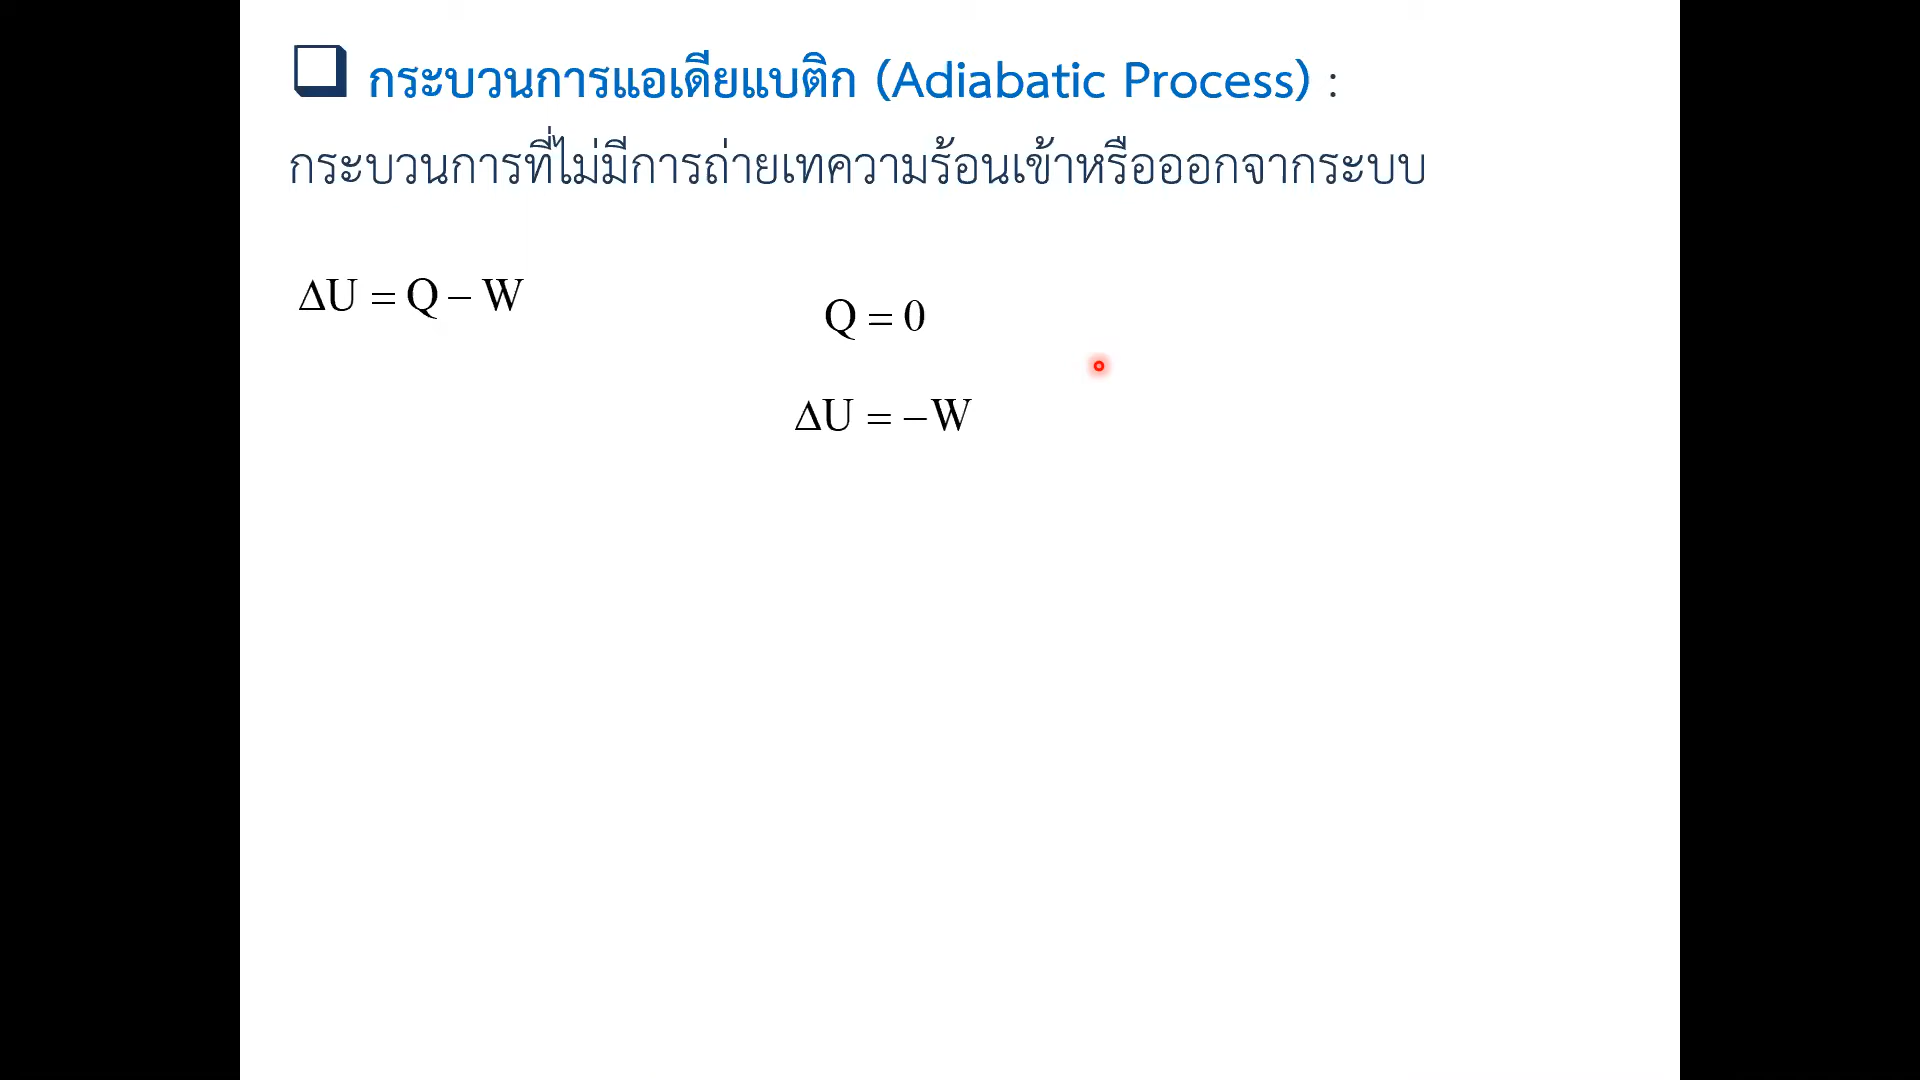 กระบวนการแอเดียแบติก (Adiabatic Process) :
กระบวนการที่ไม่มีการถ่ายเทความร้อนเข้าหรือออกจากระบบ
ΔU = Q − W
Q = 0
ΔU = −W